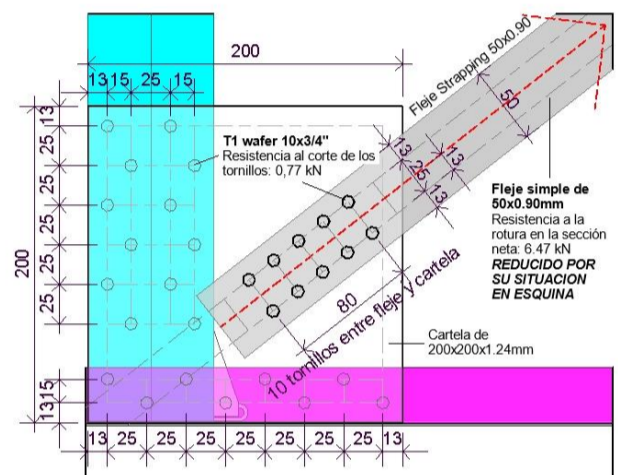 200
13 15 25 15
Fleje Strapping 50x0.90
50
13
25
25
25
25
25
200
T1 wafer 10x3/4"
Resistencia al corte de los
tornillos: 0,77 kN
13
25
13
13
Fleje simple de
50x0.90mm
Resistencia a la
rotura en la sección
neta: 6.47 kN
REDUCIDO POR
SU SITUACION
EN ESQUINA
80
10 tornillos entre fleje y cartela
Cartela de
200x200x1.24mm
13 15
13 25 25 25 25 25 25 25 13